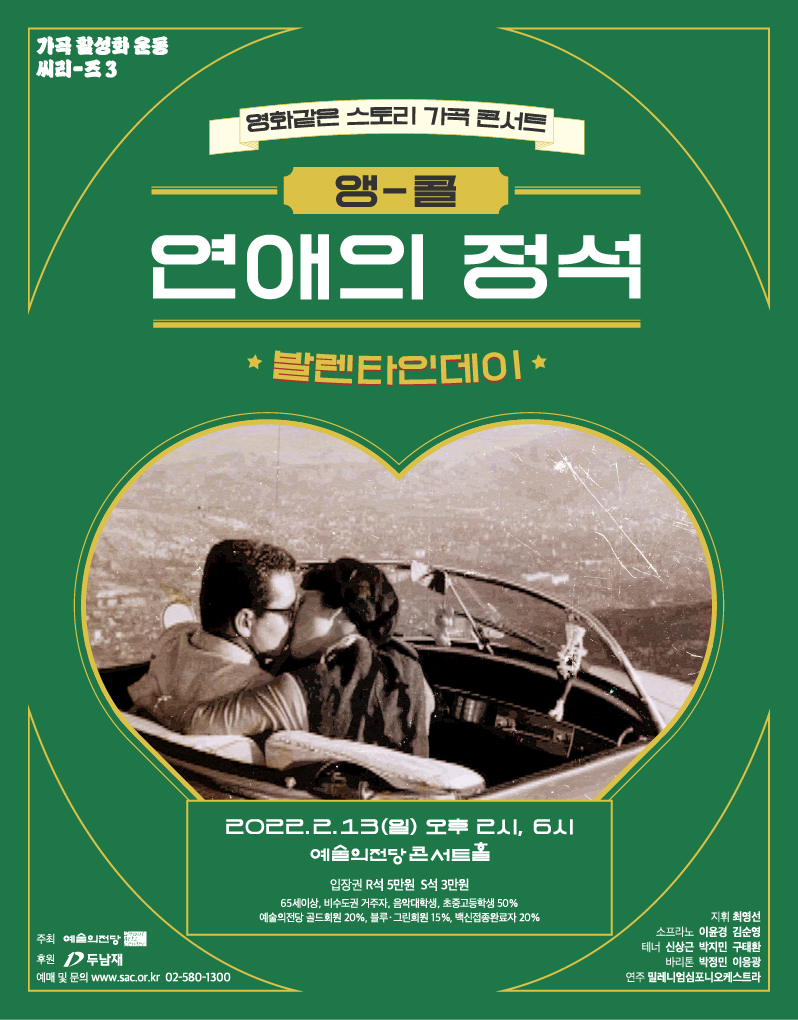 가곡 활성화 운동
씨리-즈 3
영화같은 스토리 가곡 콘서트
앵-콜
연애의 정석
발렌타인데이
2022.2.13(일) 오후 2시, 6시
예술의전당 콘서트홀
입장권 R석 5만원 S석 3만원
65세이상, 비수도권 거주자, 음악대학생, 초중고등학생 50%
예술의전당 골드회원 20%, 블루·그린회원 15%, 백신접종완료자 20%
주최 예술의전당 Seoul Arts Center
후원 두남재
예매 및 문의 www.sac.or.kr 02-580-1300
지휘 최영선
소프라노 이윤경 김순영
테너 신상근 박지민 구태환
바리톤 박정민 이응광
연주 밀레니엄심포니오케스트라